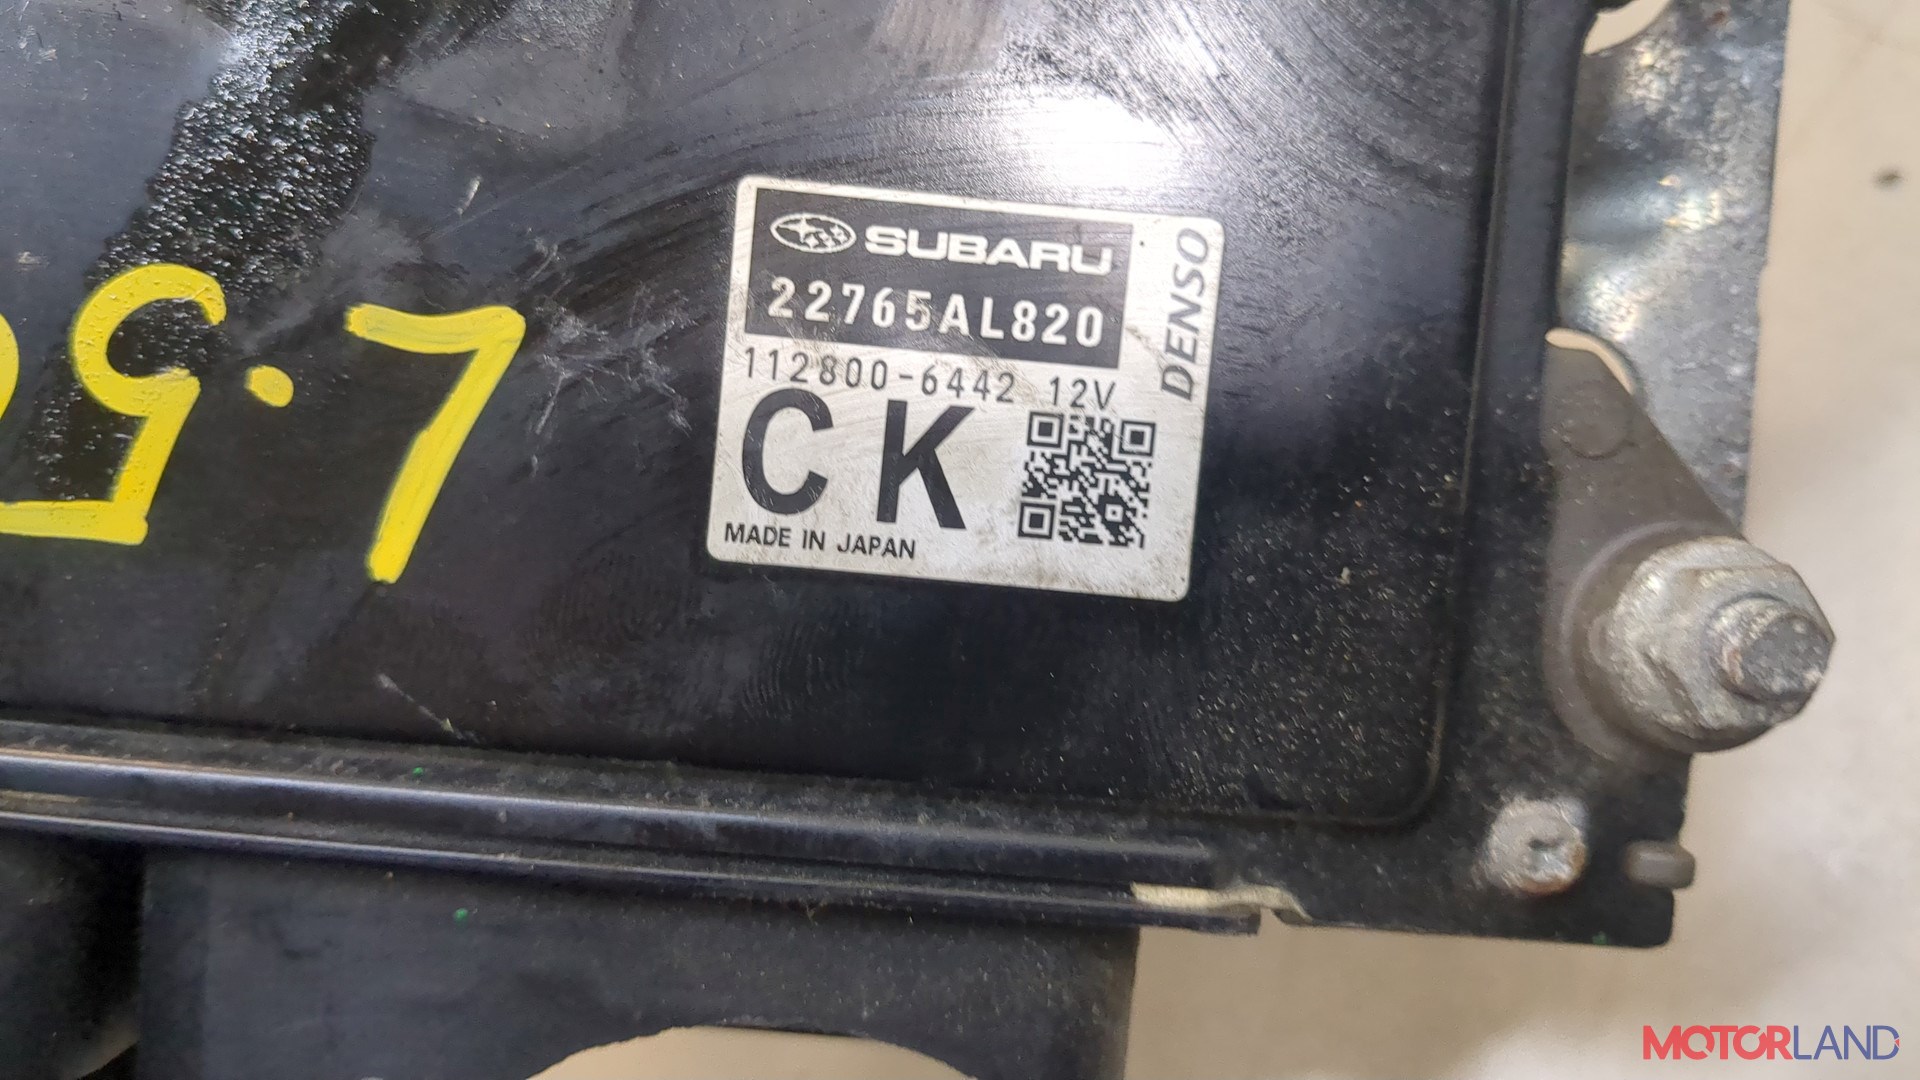 SUBARU
22765AL820
DENSO
112800-6442 12V
CK
MADE IN JAPAN
MOTORLAND